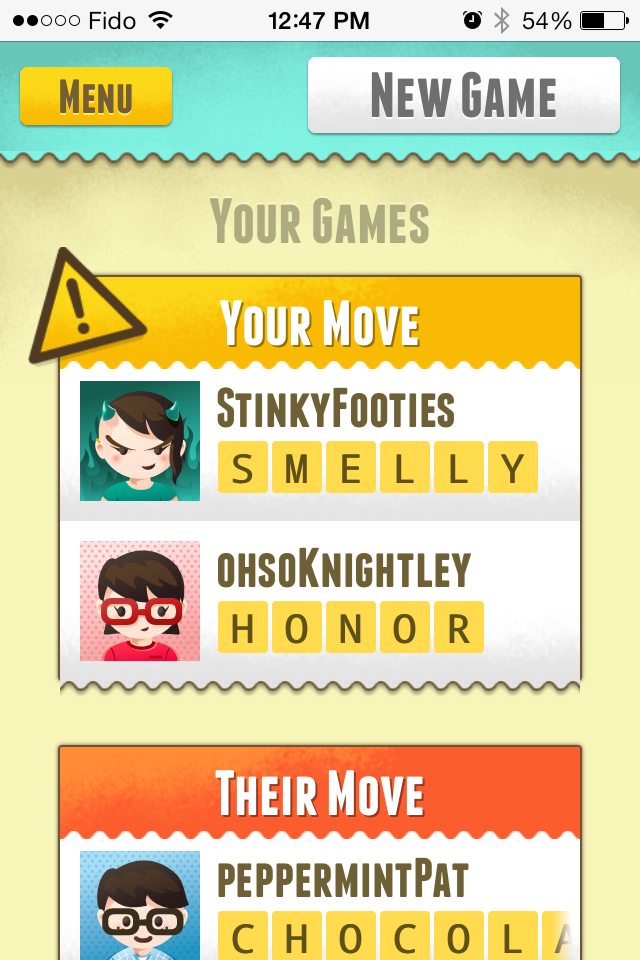 Fido 12:47 PM 54%
MENU NEW GAME
YOUR GAMES
YOUR MOVE
STINKYFOOTIES
SMELLY
OHSOKNIGHTLEY
HONOR
THEIR MOVE
PEPPERMINTPAT
CHOCOLA